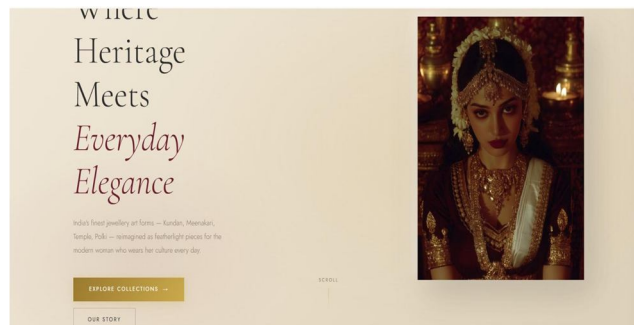 Where
Heritage
Meets
Everyday
Elegance
India's finest jewellery art forms — Kundan, Meenakari,
Temple, Polki — reimagined as featherlight pieces for the
modern woman who wears her culture every day.
EXPLORE COLLECTIONS →
SCROLL
OUR STORY